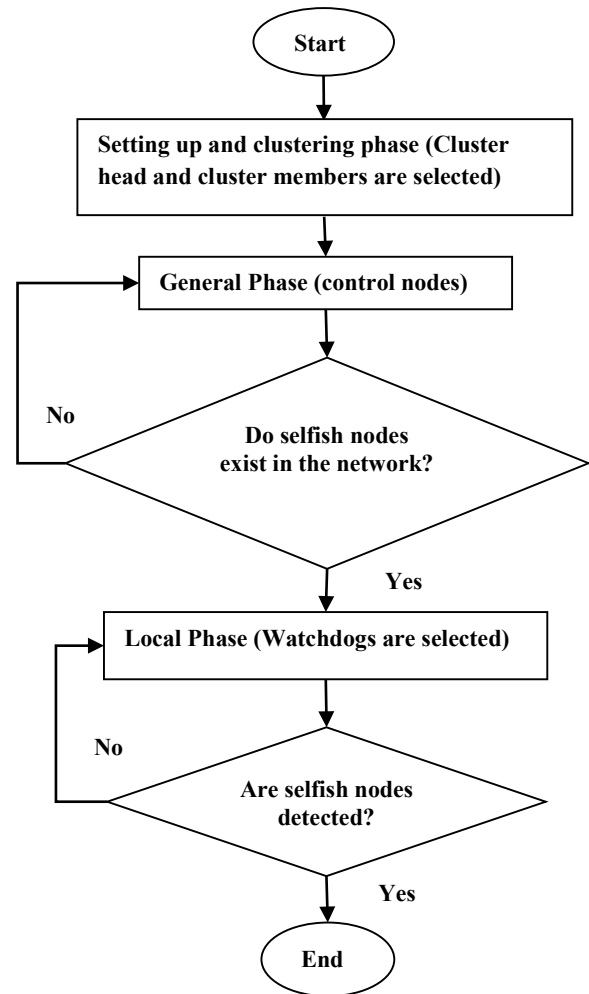 Start
Setting up and clustering phase (Cluster
head and cluster members are selected)
General Phase (control nodes)
No
Do selfish nodes
exist in the network?
Yes
Local Phase (Watchdogs are selected)
No
Are selfish nodes
detected?
Yes
End